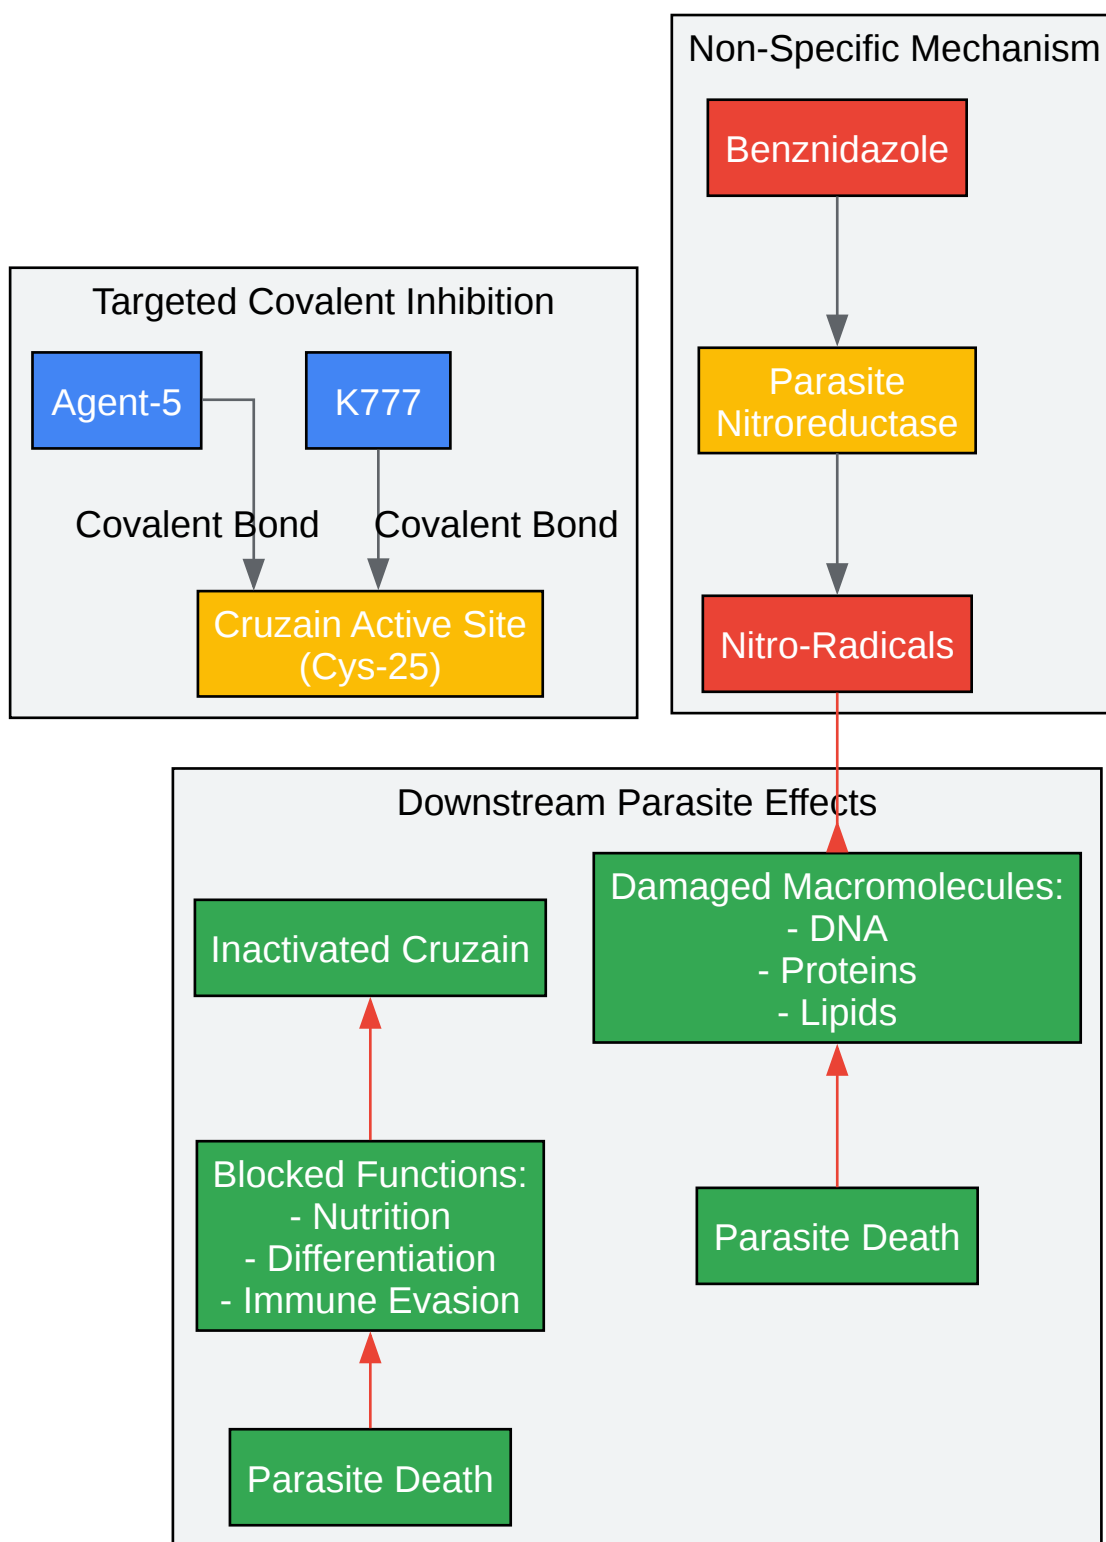 Non-Specific Mechanism
Benznidazole
Parasite
Nitroreductase
Nitro-Radicals
Targeted Covalent Inhibition
Agent-5
K777
Covalent Bond
Covalent Bond
Cruzain Active Site
(Cys-25)
Downstream Parasite Effects
Inactivated Cruzain
Blocked Functions:
- Nutrition
- Differentiation
- Immune Evasion
Parasite Death
Damaged Macromolecules:
- DNA
- Proteins
- Lipids
Parasite Death